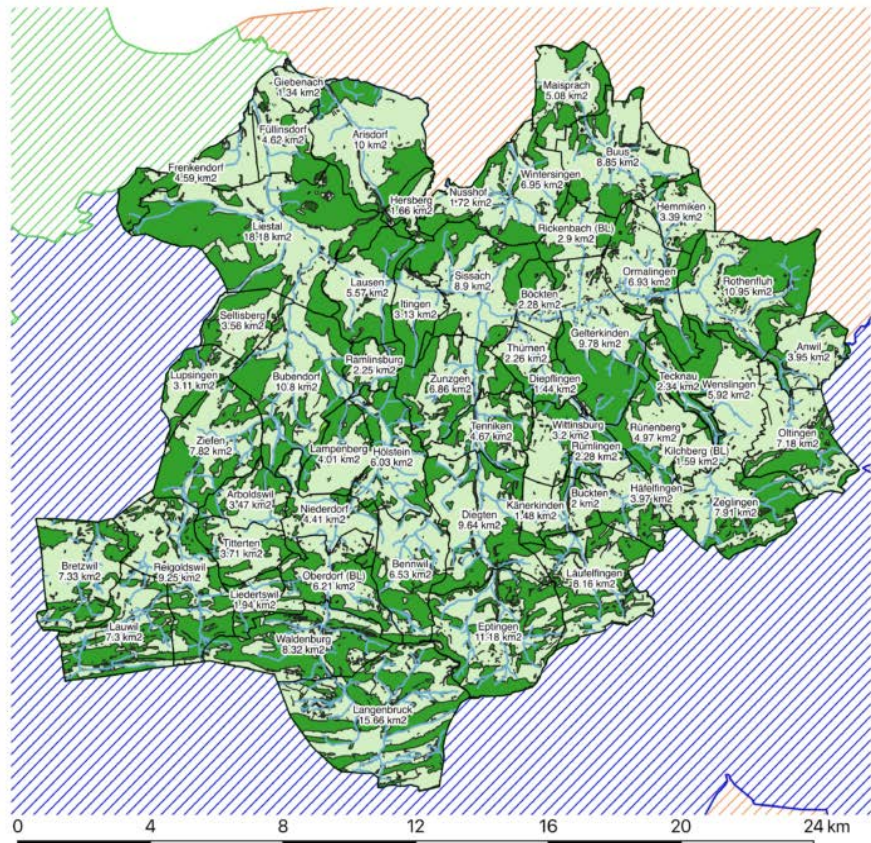 Giebenach
1.34 km2
Maisprach
5.08 km2
Füllinsdorf
4.62 km2
Arisdorf
10 km2
Buus
8.85 km2
Frenkendorf
4.59 km2
Wintersingen
6.95 km2
Nusshof
1.72 km2
Hersberg
1.66 km2
Hemmiken
3.39 km2
Liestal
18.18 km2
Rickenbach (BL)
2.9 km2
Lausen
5.57 km2
Sissach
8.9 km2
Ormalingen
6.93 km2
Rothenfluh
10.95 km2
Itingen
3.13 km2
Böckten
2.28 km2
Seltisberg
3.56 km2
Gelterkinden
9.78 km2
Anwil
3.95 km2
Thürnen
2.26 km2
Ramlinsburg
2.25 km2
Lupsingen
3.11 km2
Bubendorf
10.8 km2
Zunzgen
6.86 km2
Diepflingen
1.44 km2
Tecknau
2.34 km2
Wenslingen
5.92 km2
Tenniken
4.67 km2
Wittinsburg
3.2 km2
Rünenberg
4.97 km2
Oltingen
7.18 km2
Ziefen
7.82 km2
Lampenberg
4.01 km2
Hölstein
6.03 km2
Rümlingen
2.28 km2
Kilchberg (BL)
1.59 km2
Arboldswil
3.47 km2
Niederdorf
4.41 km2
Diegten
9.64 km2
Känerkinden
1.48 km2
Buckten
2 km2
Häfelfingen
3.97 km2
Zeglingen
7.91 km2
Titterten
3.71 km2
Bretzwil
7.33 km2
Reigoldswil
9.25 km2
Oberdorf (BL)
6.21 km2
Bennwil
6.53 km2
Läufelfingen
8.16 km2
Liedertswil
1.94 km2
Lauwil
7.3 km2
Waldenburg
8.32 km2
Eptingen
11.18 km2
Langenbruck
15.66 km2
0 4 8 12 16 20 24 km